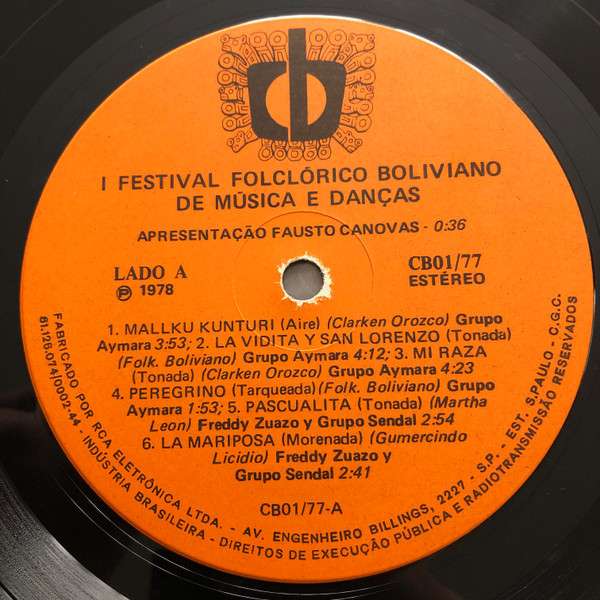 cb
I FESTIVAL FOLCLÔRICO BOLIVIANO
DE MŪSICA E DANÇAS
APRESENTAÇÃO FAUSTO CANOVAS - 0:36
LADO A
CB01/77
℗ 1978
ESTÉREO
1. MALLKU KUNTURI (Aire) (Clarken Orozco) Grupo
Aymara 3:53; 2. LA VIDITA Y SAN LORENZO (Tonada)
(Folk. Boliviano) Grupo Aymara 4:12; 3. MI RAZA
(Tonada) (Clarken Orozco) Grupo Aymara 4:23
4. PEREGRINO (Tarqueada) (Folk. Boliviano) Grupo
Aymara 1:53; 5. PASCUALITA (Tonada) (Martha
Leon) Freddy Zuazo y Grupo Sendal 2:54
6. LA MARIPOSA (Morenada) (Gumercindo
Licidio) Freddy Zuazo y
Grupo Sendal 2:41
CB01/77-A
FABRICADO POR RCA ELETRÔNICA LTDA. - AV. ENGENHEIRO BILLINGS, 2227 - S.P. - EST. S.PAULO - C.G.C.
81.126.074/0002-44 - INDÚSTRIA BRASILEIRA - DIREITOS DE EXECUÇÃO PÚBLICA E RADIOTRANSMISSÃO RESERVADOS